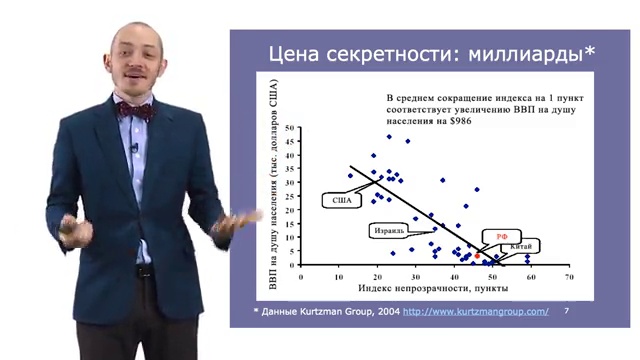 Цена секретности: миллиарды*
В среднем сокращение индекса на 1 пункт
соответствует увеличению ВВП на душу
населения на $986
ВВП на душу населения (тыс. долларов США)
50
45
40
35
30
25
20
15
10
5
0
США
Израиль
РФ
Китай
0 10 20 30 40 50 60 70
Индекс непрозрачности, пункты
* Данные Kurtzman Group, 2004 http://www.kurtzmangroup.com/ 7